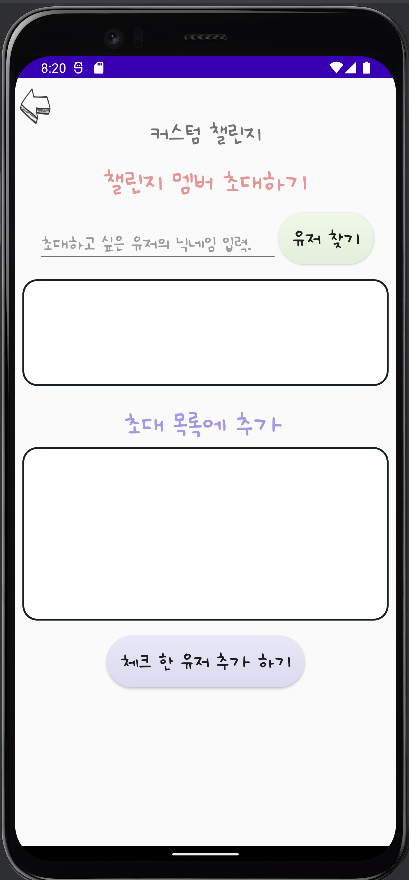 8:20
커스텀 챌린지
챌린지 멤버 초대하기
초대하고 싶은 유저의 닉네임 입력.
유저 찾기
초대 목록에 추가
체크 한 유저 추가 하기